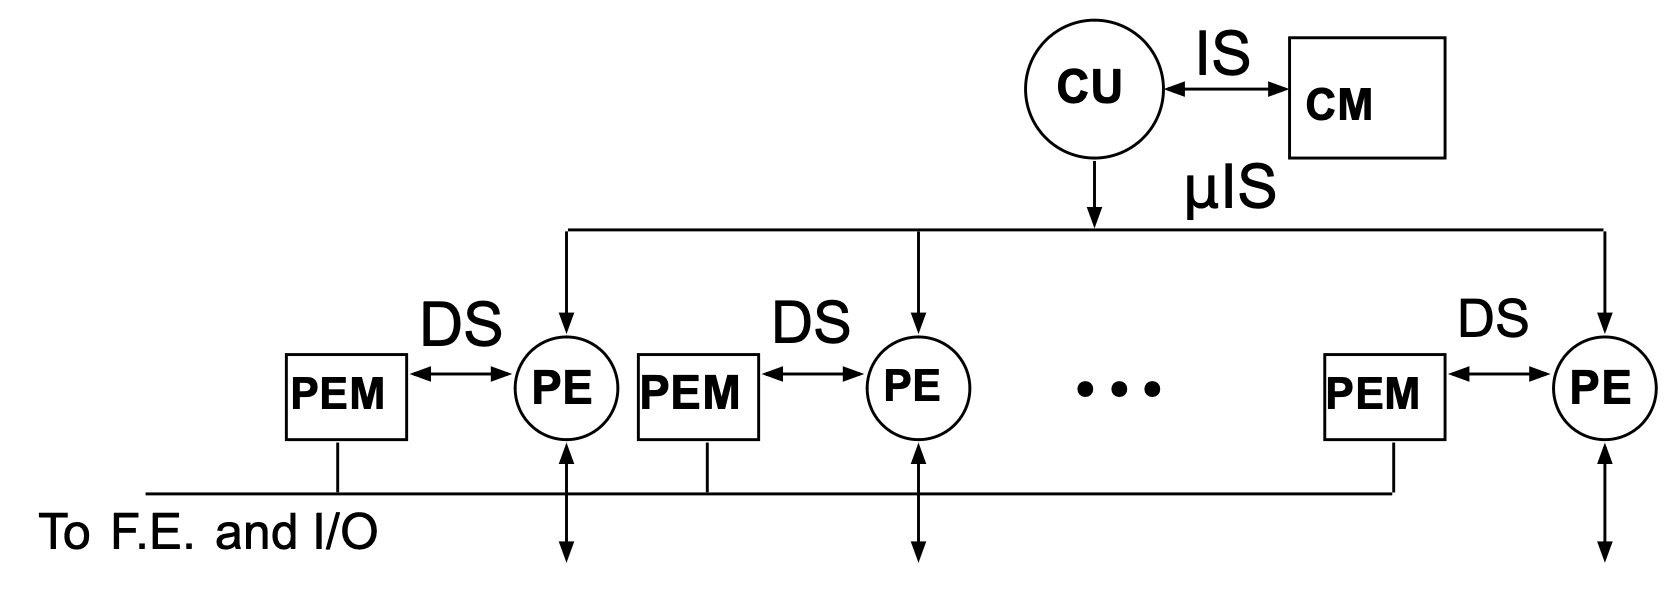 IS
CU
CM
µIS
DS
DS
DS
PEM
PE
PEM
PE
PEM
PE
To F.E. and I/O